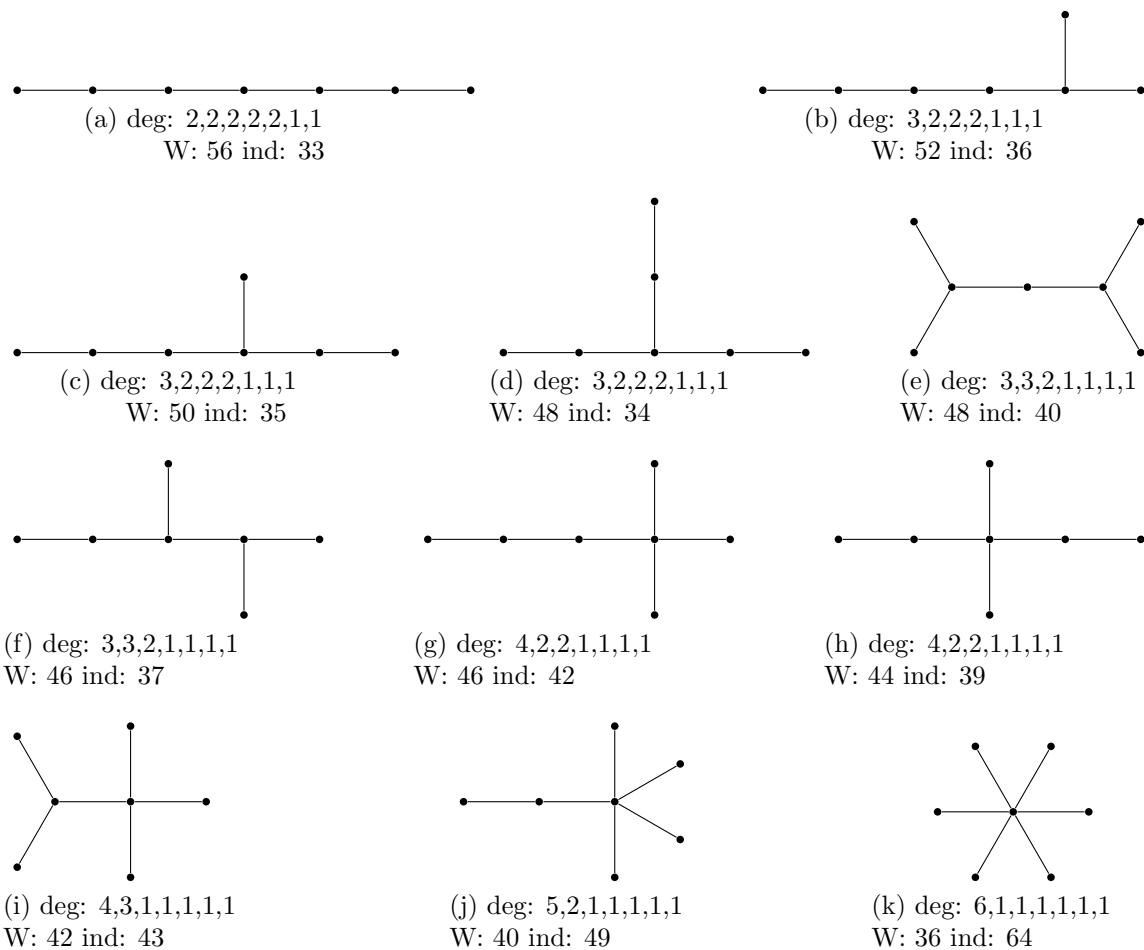 (a) deg: 2,2,2,2,2,1,1
W: 56 ind: 33
(b) deg: 3,2,2,2,1,1,1
W: 52 ind: 36
(c) deg: 3,2,2,2,1,1,1
W: 50 ind: 35
(d) deg: 3,2,2,2,1,1,1
W: 48 ind: 34
(e) deg: 3,3,2,1,1,1,1
W: 48 ind: 40
(f) deg: 3,3,2,1,1,1,1
W: 46 ind: 37
(g) deg: 4,2,2,1,1,1,1
W: 46 ind: 42
(h) deg: 4,2,2,1,1,1,1
W: 44 ind: 39
(i) deg: 4,3,1,1,1,1,1
W: 42 ind: 43
(j) deg: 5,2,1,1,1,1,1
W: 40 ind: 49
(k) deg: 6,1,1,1,1,1,1
W: 36 ind: 64